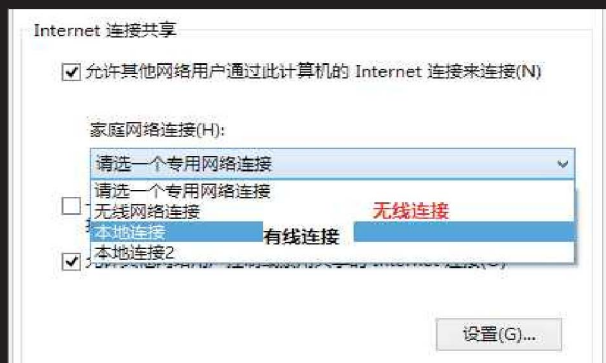 Internet 连接共享
允许其他网络用户通过此计算机的 Internet 连接来连接(N)
家庭网络连接(H):
请选一个专用网络连接
请选一个专用网络连接
无线网络连接 无线连接
本地连接 有线连接
本地连接2
设置(G)...